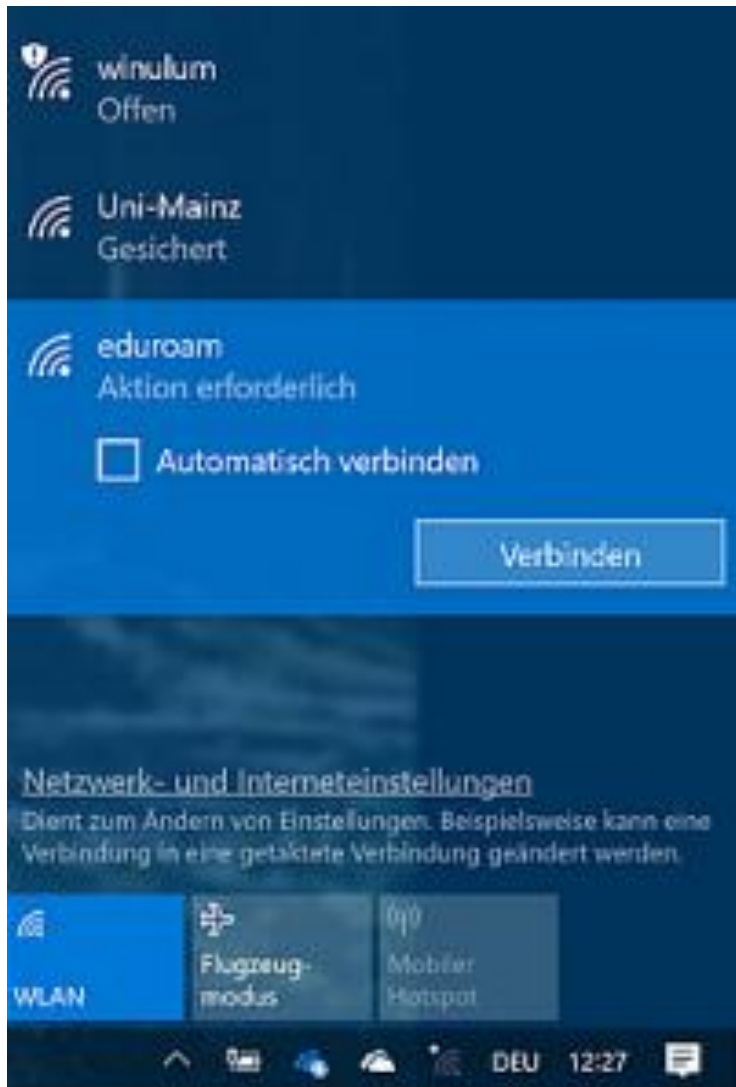 winulum
Offen
Uni-Mainz
Gesichert
eduroam
Aktion erforderlich
Automatisch verbinden
Verbinden
Netzwerk- und Interneteinstellungen
Dient zum Ändern von Einstellungen. Beispielsweise kann eine
Verbindung in eine getaktete Verbindung geändert werden.
WLAN
Flugzeug-
modus
Mobiler
Hotspot
DEU 12:27